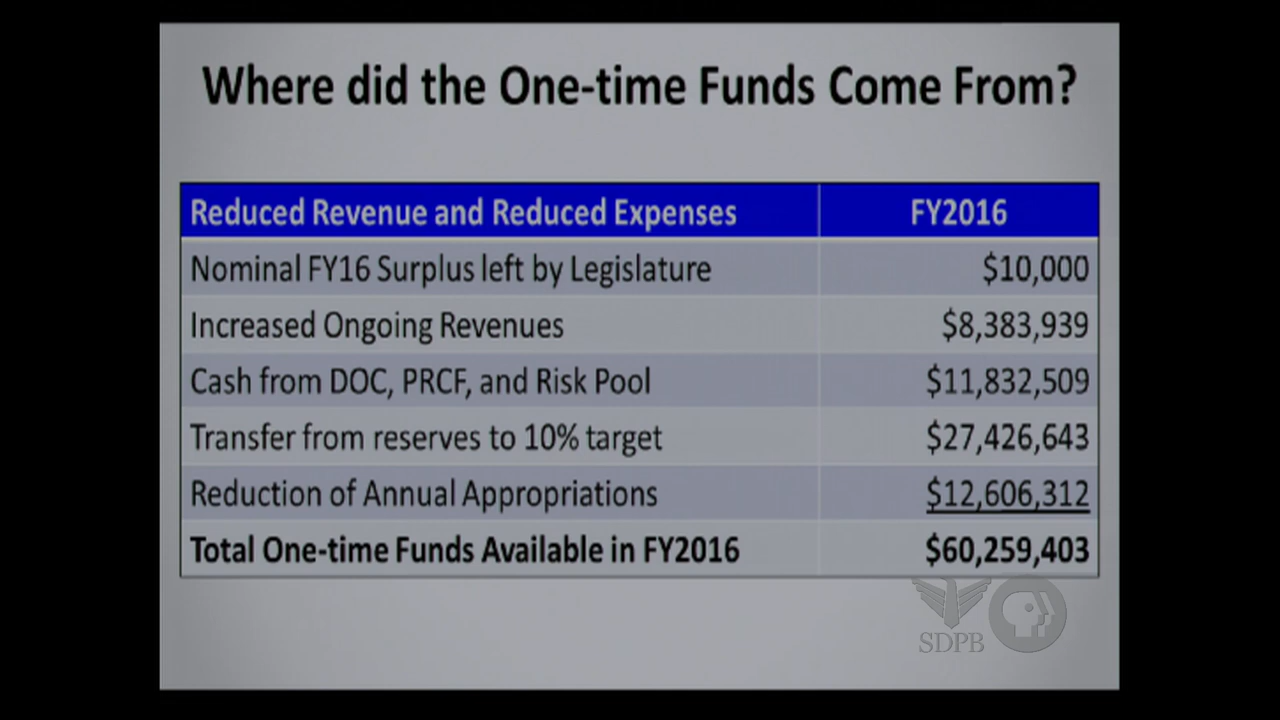 Where did the One-time Funds Come From?
Reduced Revenue and Reduced Expenses FY2016
Nominal FY16 Surplus left by Legislature $10,000
Increased Ongoing Revenues $8,383,939
Cash from DOC, PRCF, and Risk Pool $11,832,509
Transfer from reserves to 10% target $27,426,643
Reduction of Annual Appropriations $12,606,312
Total One-time Funds Available in FY2016 $60,259,403
SDPB